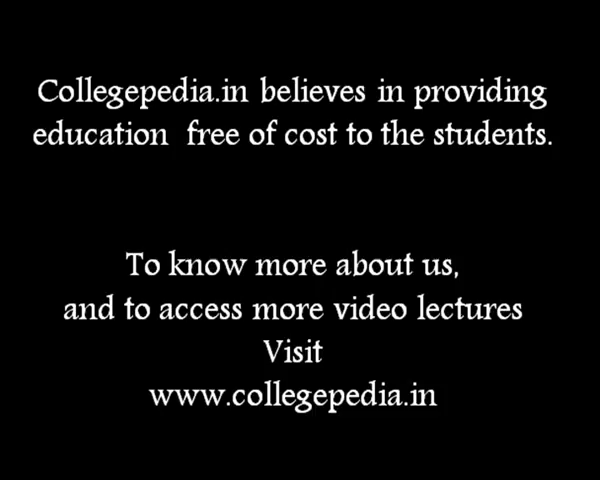 Collegepedia.in believes in providing
education free of cost to the students.
To know more about us,
and to access more video lectures
Visit
www.collegepedia.in